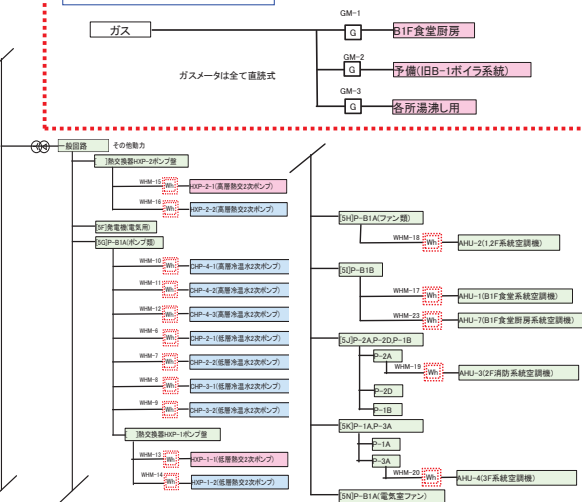 GM-1
ガス
G
B1F食堂厨房
GM-2
ガスメータは全て直読式
G
予備(旧B-1ボイラ系統)
GM-3
G
各所湯沸し用
一般回路
その他動力
]熱交換器HXP-2ポンプ盤
WHM-15
Wh
HXP-2-1(高層熱交2次ポンプ)
WHM-16
Wh
HXP-2-2(高層熱交2次ポンプ)
[5F]発電機(電気用)
[5G]P-B1A(ポンプ類)
WHM-10
Wh
CHP-4-1(高層冷温水2次ポンプ)
WHM-11
Wh
CHP-4-2(高層冷温水2次ポンプ)
WHM-12
Wh
CHP-4-3(高層冷温水2次ポンプ)
WHM-6
Wh
CHP-2-1(低層冷温水2次ポンプ)
WHM-7
Wh
CHP-2-2(低層冷温水2次ポンプ)
WHM-8
Wh
CHP-3-1(低層冷温水2次ポンプ)
WHM-9
Wh
CHP-3-2(低層冷温水2次ポンプ)
]熱交換器HXP-1ポンプ盤
WHM-13
Wh
HXP-1-1(低層熱交2次ポンプ)
WHM-14
Wh
HXP-1-2(低層熱交2次ポンプ)
[5H]P-B1A(ファン類)
WHM-18
Wh
AHU-2(1,2F系統空調機)
[5I]P-B1B
WHM-17
Wh
AHU-1(B1F食堂系統空調機)
WHM-23
Wh
AHU-7(B1F食堂厨房系統空調機)
[5J]P-2A,P-2D,P-1B
P-2A
WHM-19
Wh
AHU-3(2F消防系統空調機)
P-2D
P-1B
[5K]P-1A,P-3A
P-1A
P-3A
WHM-20
Wh
AHU-4(3F系統空調機)
[5N]P-B1A(電気室ファン)